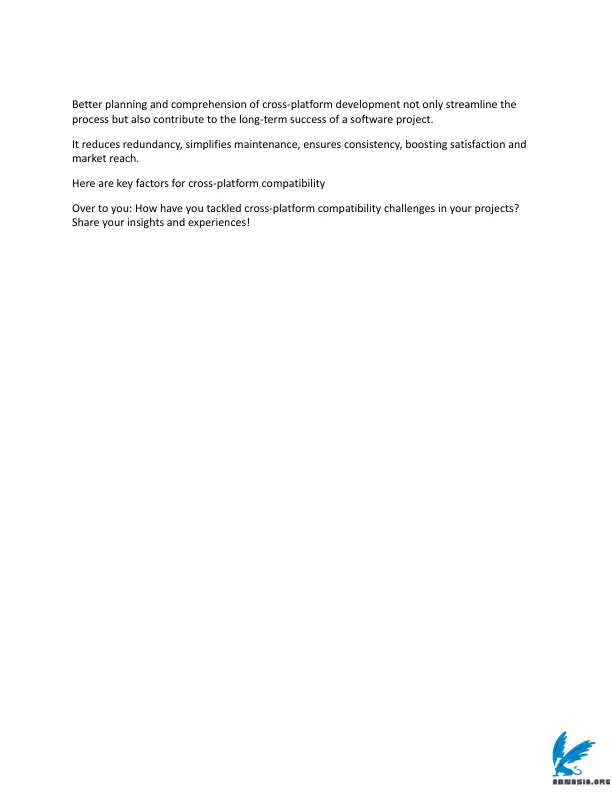 Better planning and comprehension of cross-platform development not only streamline the
process but also contribute to the long-term success of a software project.
It reduces redundancy, simplifies maintenance, ensures consistency, boosting satisfaction and
market reach.
Here are key factors for cross-platform compatibility
Over to you: How have you tackled cross-platform compatibility challenges in your projects?
Share your insights and experiences!
ABNASIA.ORG